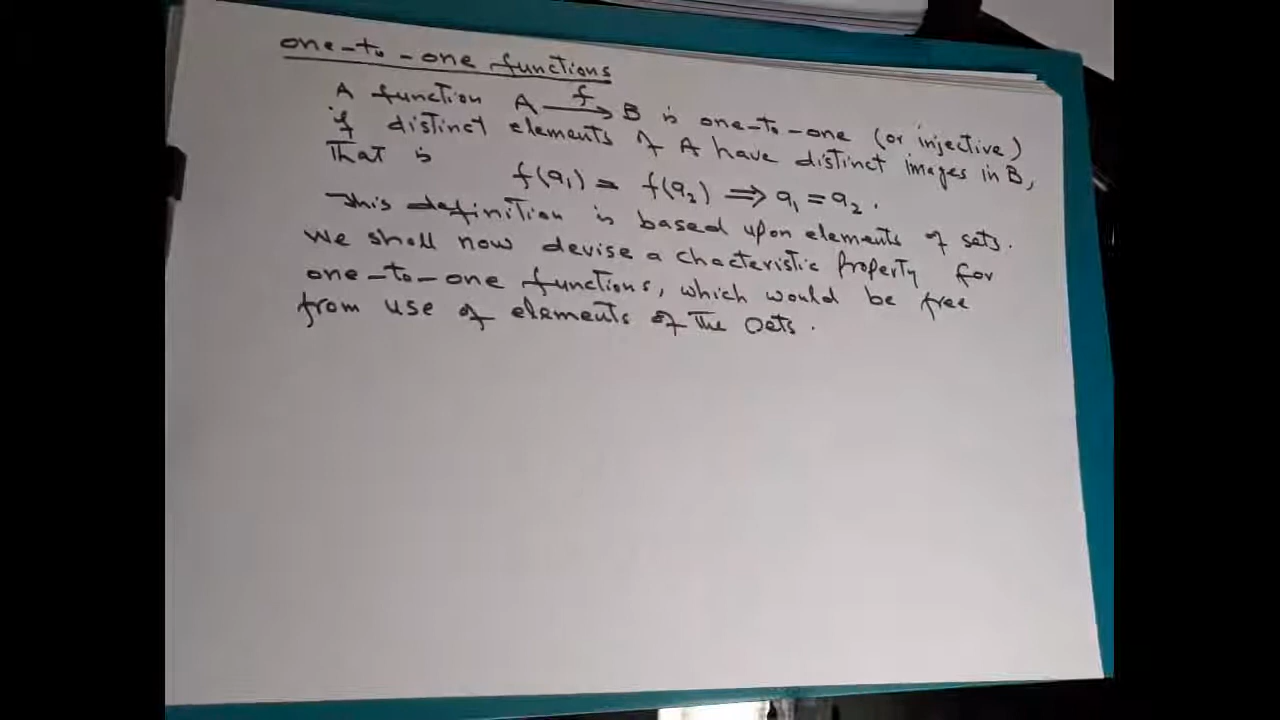 one-to-one functions
A function A —f→ B is one-to-one (or injective)
if distinct elements of A have distinct images in B,
That is
f(a₁) = f(a₂) ⇒ a₁ = a₂.
This definition is based upon elements of sets.
We shall now devise a chacteristic Property for
one-to-one functions, which would be free
from use of elements of The sets.